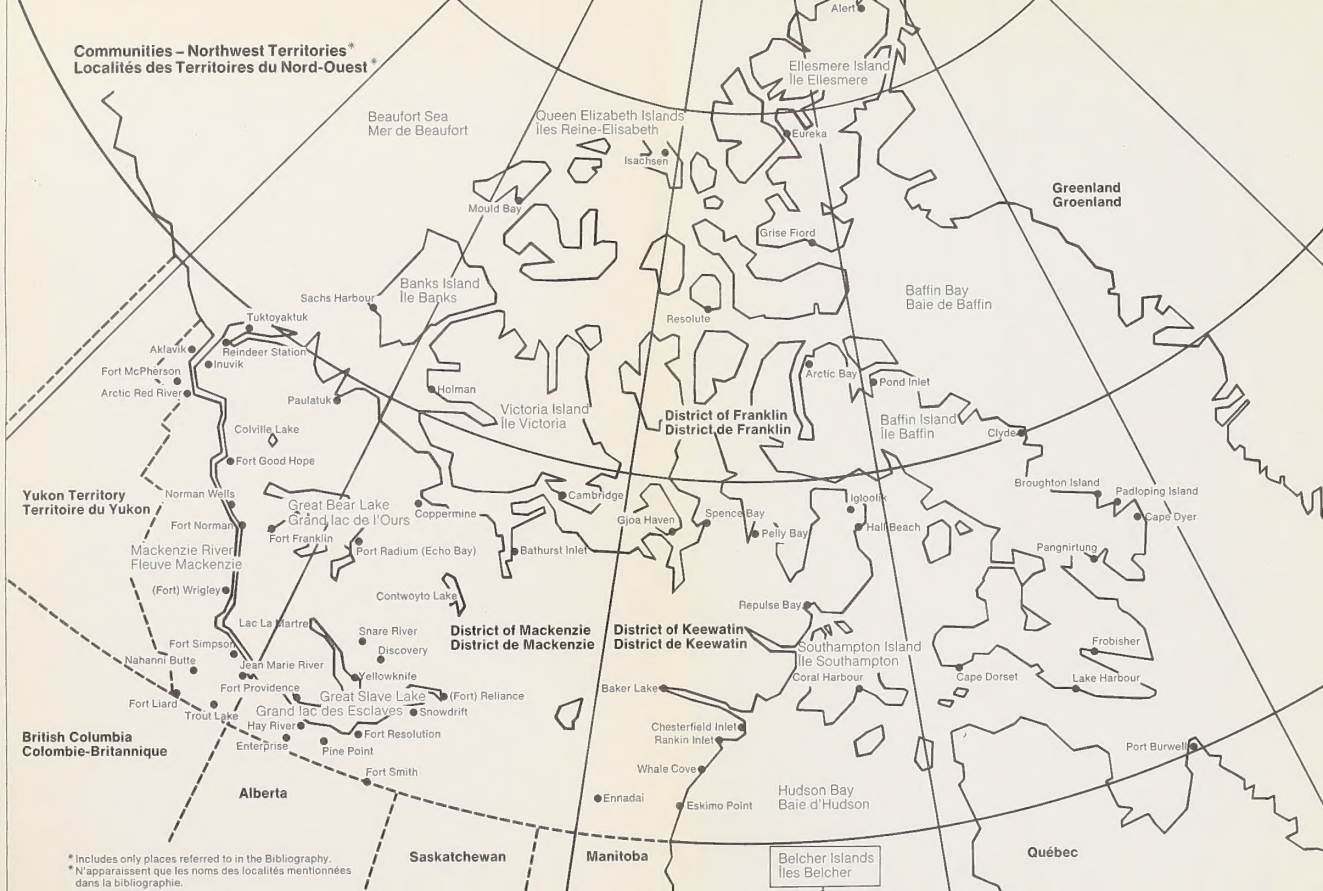 Communities – Northwest Territories*
Localités des Territoires du Nord-Ouest*
Alert
Ellesmere Island
Île Ellesmere
Beaufort Sea
Mer de Beaufort
Queen Elizabeth Islands
Îles Reine-Elisabeth
Eureka
Isachsen
Greenland
Groenland
Mould Bay
Grise Fiord
Banks Island
Île Banks
Baffin Bay
Baie de Baffin
Sachs Harbour
Resolute
Tuktoyaktuk
Aklavik
Reindeer Station
Inuvik
Fort McPherson
Arctic Red River
Arctic Bay
Pond Inlet
Holman
Paulatuk
Victoria Island
Île Victoria
District of Franklin
District de Franklin
Baffin Island
Île Baffin
Clyde
Colville Lake
Fort Good Hope
Broughton Island
Padloping Island
Yukon Territory
Territoire du Yukon
Norman Wells
Great Bear Lake
Grand lac de l'Ours
Cambridge
Igloolik
Coppermine
Gjoa Haven
Spence Bay
Cape Dyer
Fort Norman
Fort Franklin
Pelly Bay
Hall Beach
Mackenzie River
Fleuve Mackenzie
Port Radium (Echo Bay)
Bathurst Inlet
Pangnirtung
(Fort) Wrigley
Contwoyto Lake
Repulse Bay
Lac La Martre
Snare River
District of Mackenzie
District de Mackenzie
District of Keewatin
District de Keewatin
Southampton Island
Île Southampton
Frobisher
Fort Simpson
Discovery
Nahanni Butte
Jean Marie River
Yellowknife
Coral Harbour
Cape Dorset
Lake Harbour
Fort Providence
Great Slave Lake
Grand lac des Esclaves
(Fort) Reliance
Baker Lake
Fort Liard
Trout Lake
Snowdrift
Hay River
Fort Resolution
Chesterfield Inlet
Rankin Inlet
British Columbia
Colombie-Britannique
Enterprise
Pine Point
Port Burwell
Fort Smith
Whale Cove
Alberta
Ennadai
Eskimo Point
Hudson Bay
Baie d'Hudson
Saskatchewan
Manitoba
Belcher Islands
Îles Belcher
Québec
* Includes only places referred to in the Bibliography.
* N'apparaissent que les noms des localités mentionnées
dans la bibliographie.